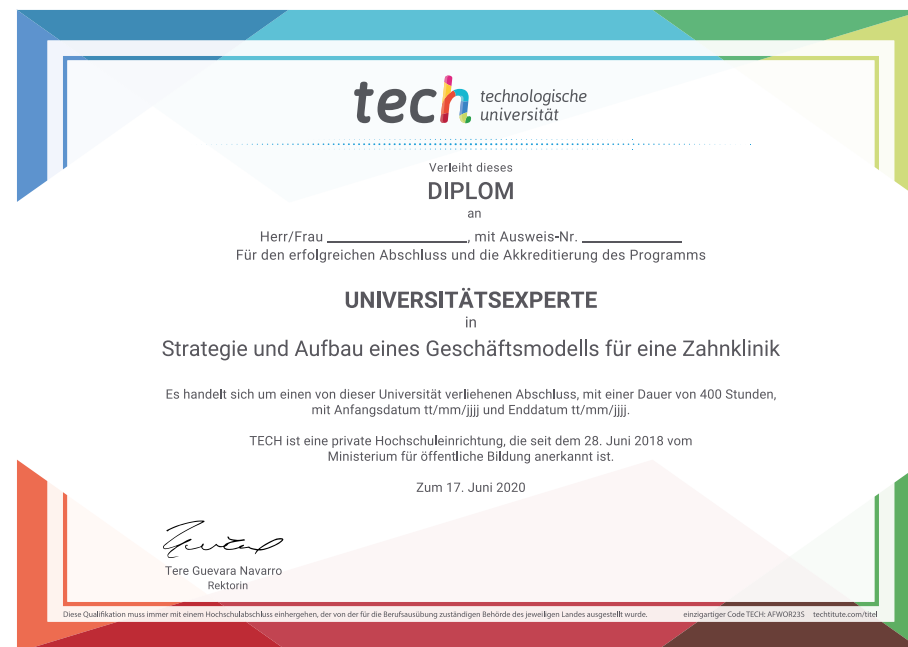 tech technologische
universität
Verleiht dieses
DIPLOM
an
Herr/Frau ____________, mit Ausweis-Nr. ____________
Für den erfolgreichen Abschluss und die Akkreditierung des Programms
UNIVERSITÄTSEXPERTE
in
Strategie und Aufbau eines Geschäftsmodells für eine Zahnklinik
Es handelt sich um einen von dieser Universität verliehenen Abschluss, mit einer Dauer von 400 Stunden,
mit Anfangsdatum tt/mm/jjjj und Enddatum tt/mm/jjjj.
TECH ist eine private Hochschuleinrichtung, die seit dem 28. Juni 2018 vom
Ministerium für öffentliche Bildung anerkannt ist.
Zum 17. Juni 2020
Tere Guevara Navarro
Rektorin
Diese Qualifikation muss immer mit einem Hochschulabschluss einhergehen, der von der für die Berufsausübung zuständigen Behörde des jeweiligen Landes ausgestellt wurde. einzigartiger Code TECH: AFWOR23S techtitute.com/titel